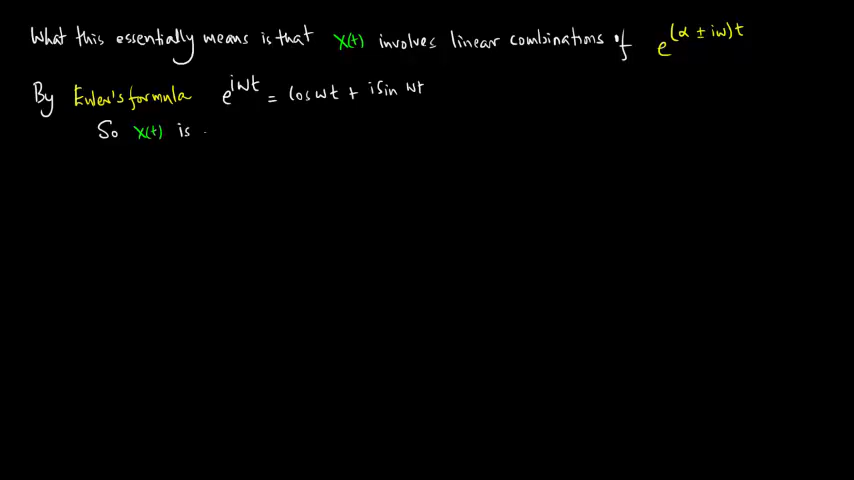 What this essentially means is that x(t) involves linear combinations of e^(α ± iω)t
By Euler's formula e^iωt = cos ωt + i sin ωt
So x(t) is